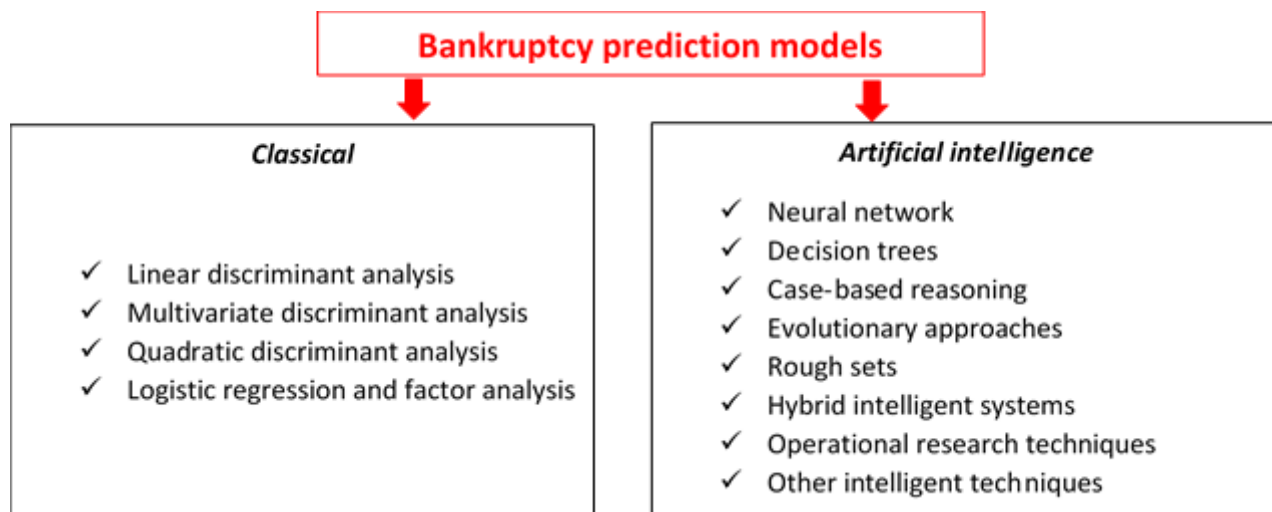 Bankruptcy prediction models
Classical
✓ Linear discriminant analysis
✓ Multivariate discriminant analysis
✓ Quadratic discriminant analysis
✓ Logistic regression and factor analysis
Artificial intelligence
✓ Neural network
✓ Decision trees
✓ Case-based reasoning
✓ Evolutionary approaches
✓ Rough sets
✓ Hybrid intelligent systems
✓ Operational research techniques
✓ Other intelligent techniques